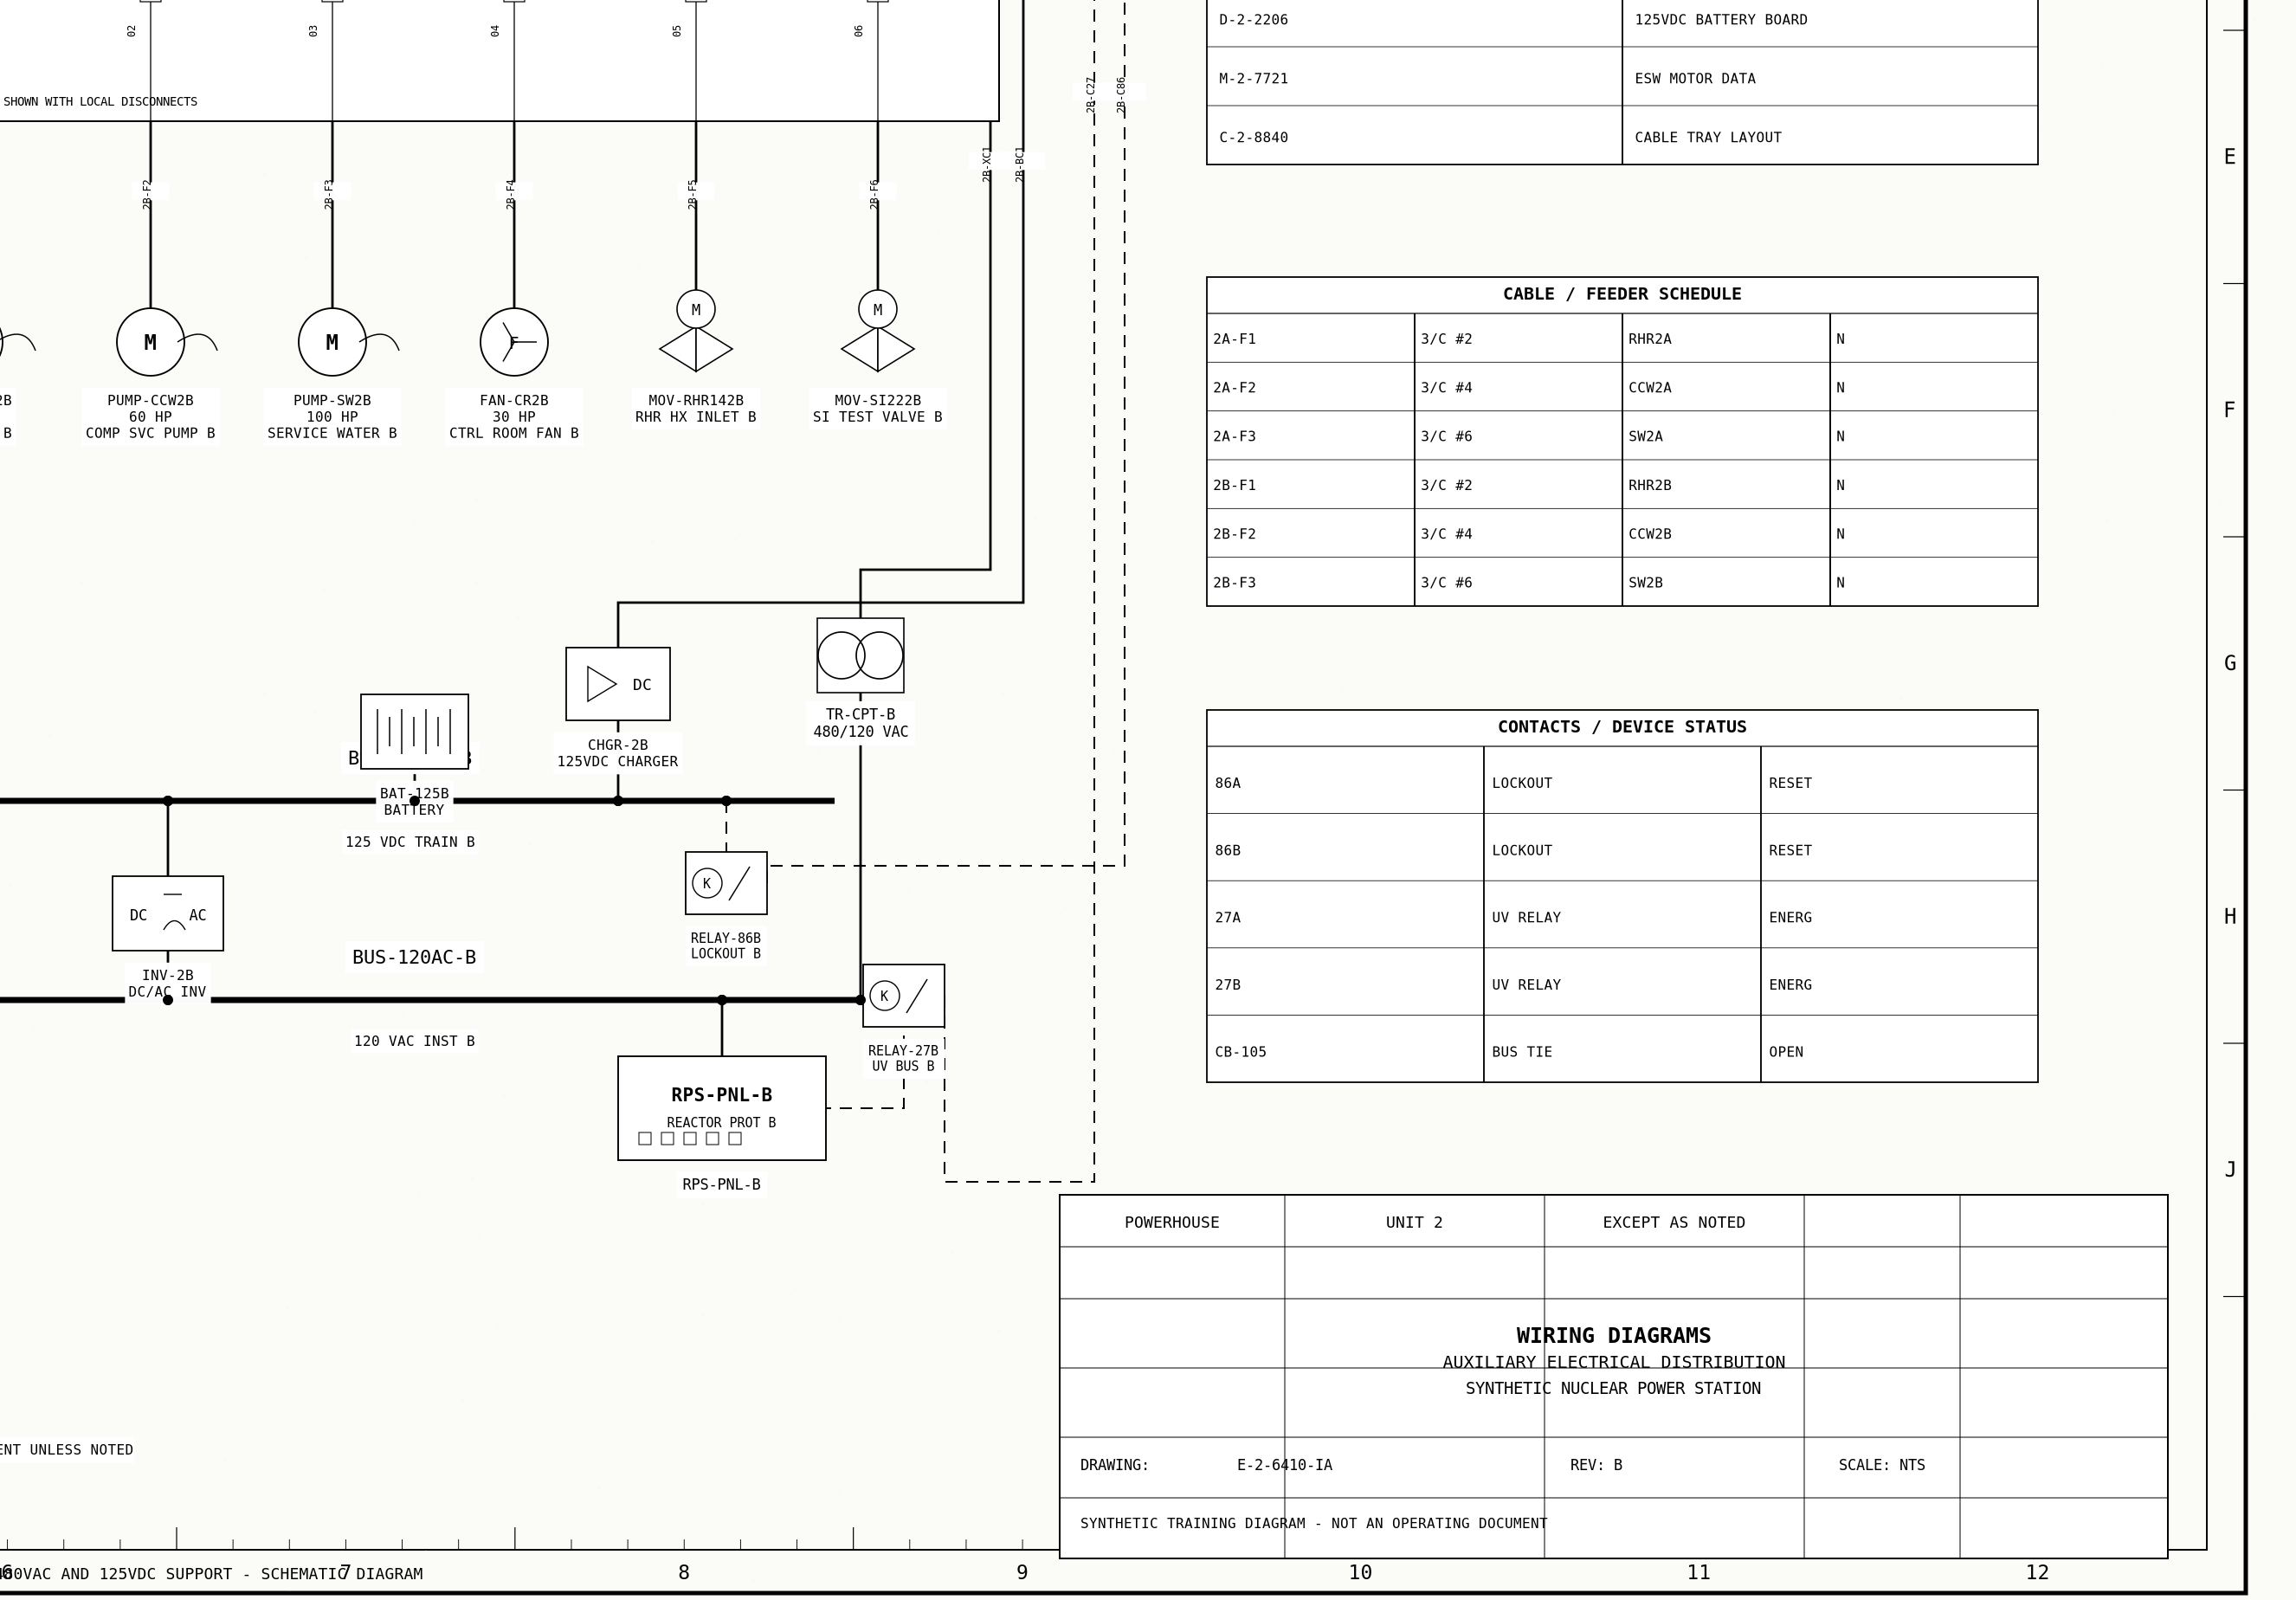 02
03
04
05
06
SHOWN WITH LOCAL DISCONNECTS
2B-C27
2B-C86
D-2-2206 125VDC BATTERY BOARD
M-2-7721 ESW MOTOR DATA
C-2-8840 CABLE TRAY LAYOUT
2B-XC1
2B-BC1
2B-F2
2B-F3
2B-F4
2B-F5
2B-F6
M
M
F
M
M
2B
B
PUMP-CCW2B
60 HP
COMP SVC PUMP B
PUMP-SW2B
100 HP
SERVICE WATER B
FAN-CR2B
30 HP
CTRL ROOM FAN B
MOV-RHR142B
RHR HX INLET B
MOV-SI222B
SI TEST VALVE B
CABLE / FEEDER SCHEDULE
2A-F1 3/C #2 RHR2A N
2A-F2 3/C #4 CCW2A N
2A-F3 3/C #6 SW2A N
2B-F1 3/C #2 RHR2B N
2B-F2 3/C #4 CCW2B N
2B-F3 3/C #6 SW2B N
DC
CHGR-2B
125VDC CHARGER
TR-CPT-B
480/120 VAC
BAT-125B
BATTERY
125 VDC TRAIN B
DC AC
INV-2B
DC/AC INV
BUS-120AC-B
120 VAC INST B
K
RELAY-86B
LOCKOUT B
K
RELAY-27B
UV BUS B
RPS-PNL-B
REACTOR PROT B
RPS-PNL-B
CONTACTS / DEVICE STATUS
86A LOCKOUT RESET
86B LOCKOUT RESET
27A UV RELAY ENERG
27B UV RELAY ENERG
CB-105 BUS TIE OPEN
E
F
G
H
J
POWERHOUSE UNIT 2 EXCEPT AS NOTED
WIRING DIAGRAMS
AUXILIARY ELECTRICAL DISTRIBUTION
SYNTHETIC NUCLEAR POWER STATION
DRAWING: E-2-6410-IA REV: B SCALE: NTS
SYNTHETIC TRAINING DIAGRAM - NOT AN OPERATING DOCUMENT
ENT UNLESS NOTED
AND 125VDC SUPPORT - SCHEMATIC DIAGRAM
6 7 8 9 10 11 12